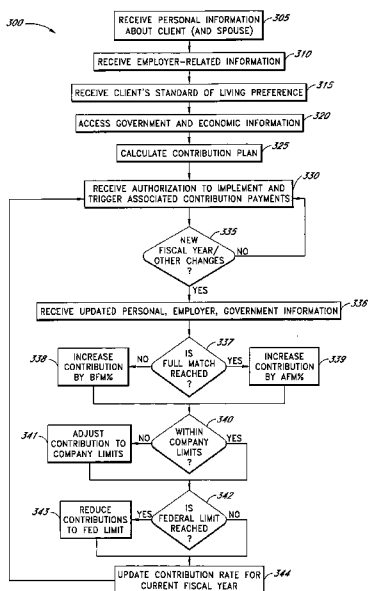 300
RECEIVE PERSONAL INFORMATION
ABOUT CLIENT (AND SPOUSE)
305
RECEIVE EMPLOYER-RELATED INFORMATION
310
RECEIVE CLIENT'S STANDARD OF LIVING PREFERENCE
315
ACCESS GOVERNMENT AND ECONOMIC INFORMATION
320
CALCULATE CONTRIBUTION PLAN
325
RECEIVE AUTHORIZATION TO IMPLEMENT AND
TRIGGER ASSOCIATED CONTRIBUTION PAYMENTS
330
NEW
FISCAL YEAR/
OTHER CHANGES
?
335
NO
YES
RECEIVE UPDATED PERSONAL, EMPLOYER, GOVERNMENT INFORMATION
336
IS
FULL MATCH
REACHED
?
337
338
NO
YES
INCREASE
CONTRIBUTION
BY BFM%
INCREASE
CONTRIBUTION
BY AFM%
339
WITHIN
COMPANY
LIMITS
?
340
341
NO
YES
ADJUST
CONTRIBUTION TO
COMPANY LIMITS
IS
FEDERAL LIMIT
REACHED
?
342
343
YES
NO
REDUCE
CONTRIBUTIONS
TO FED LIMIT
UPDATE CONTRIBUTION RATE FOR
CURRENT FISCAL YEAR
344